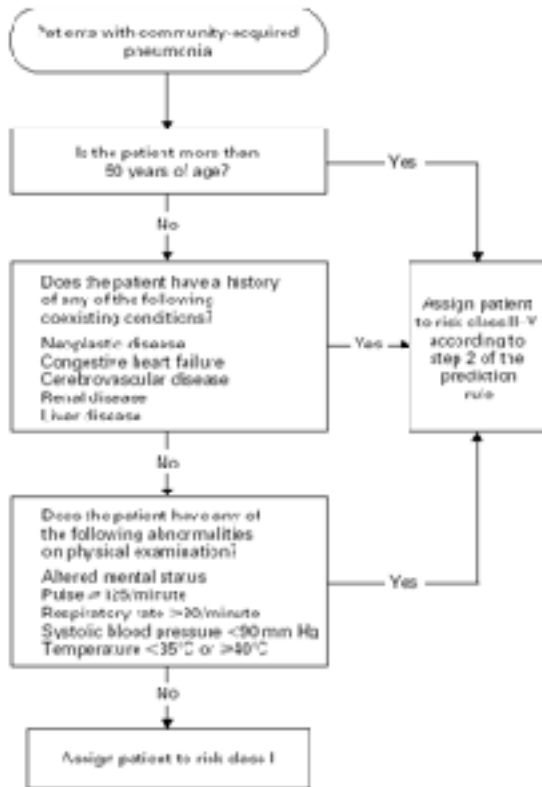 Patients with community-acquired
pneumonia
Is the patient more than
50 years of age?
Yes
No
Does the patient have a history
of any of the following
coexisting conditions?
Neoplastic disease
Congestive heart failure
Cerebrovascular disease
Renal disease
Liver disease
Yes
Assign patient
to risk class II–V
according to
step 2 of the
prediction
rule
No
Does the patient have any of
the following abnormalities
on physical examination?
Altered mental status
Pulse ≥125/minute
Respiratory rate ≥30/minute
Systolic blood pressure <90 mm Hg
Temperature <35°C or ≥40°C
Yes
No
Assign patient to risk class I